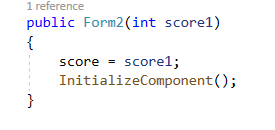 1 reference
public Form2(int score1)
{
score = score1;
InitializeComponent();
}